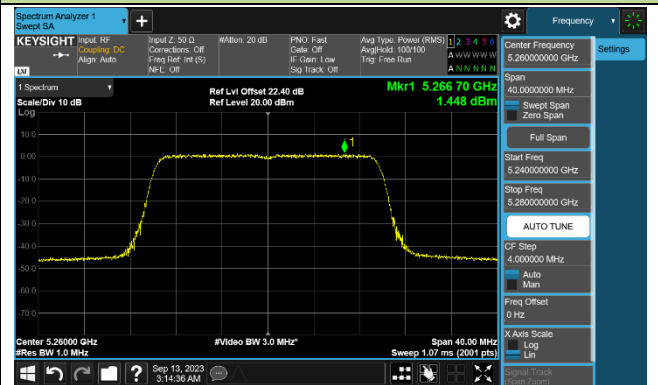 Spectrum Analyzer 1
Swept SA
+
Frequency
KEYSIGHT
Input: RF
Coupling: DC
Align: Auto
Input Z: 50 Ω
Corrections: Off
Freq Ref: Int (S)
NFE: Off
#Atten: 20 dB
PNO: Fast
Gate: Off
IF Gain: Low
Sig Track: Off
Avg Type: Power (RMS)
Avg|Hold: 100/100
Trig: Free Run
1 2 3 4 5 6
A W W W W W
A N N N N N
LXI
1 Spectrum
Scale/Div 10 dB
Log
Ref Lvl Offset 22.40 dB
Ref Level 20.00 dBm
Mkr1 5.266 70 GHz
1.448 dBm
10.0
0.00
-10.0
-20.0
-30.0
-40.0
-50.0
-60.0
-70.0
1
Center 5.26000 GHz
#Res BW 1.0 MHz
#Video BW 3.0 MHz*
Span 40.00 MHz
Sweep 1.07 ms (2001 pts)
Sep 13, 2023
3:14:36 AM
?
Center Frequency
5.260000000 GHz
Settings
Span
40.0000000 MHz
Swept Span
Zero Span
Full Span
Start Freq
5.240000000 GHz
Stop Freq
5.280000000 GHz
AUTO TUNE
CF Step
4.000000 MHz
Auto
Man
Freq Offset
0 Hz
X Axis Scale
Log
Lin
Signal Track
(Span Zoom)